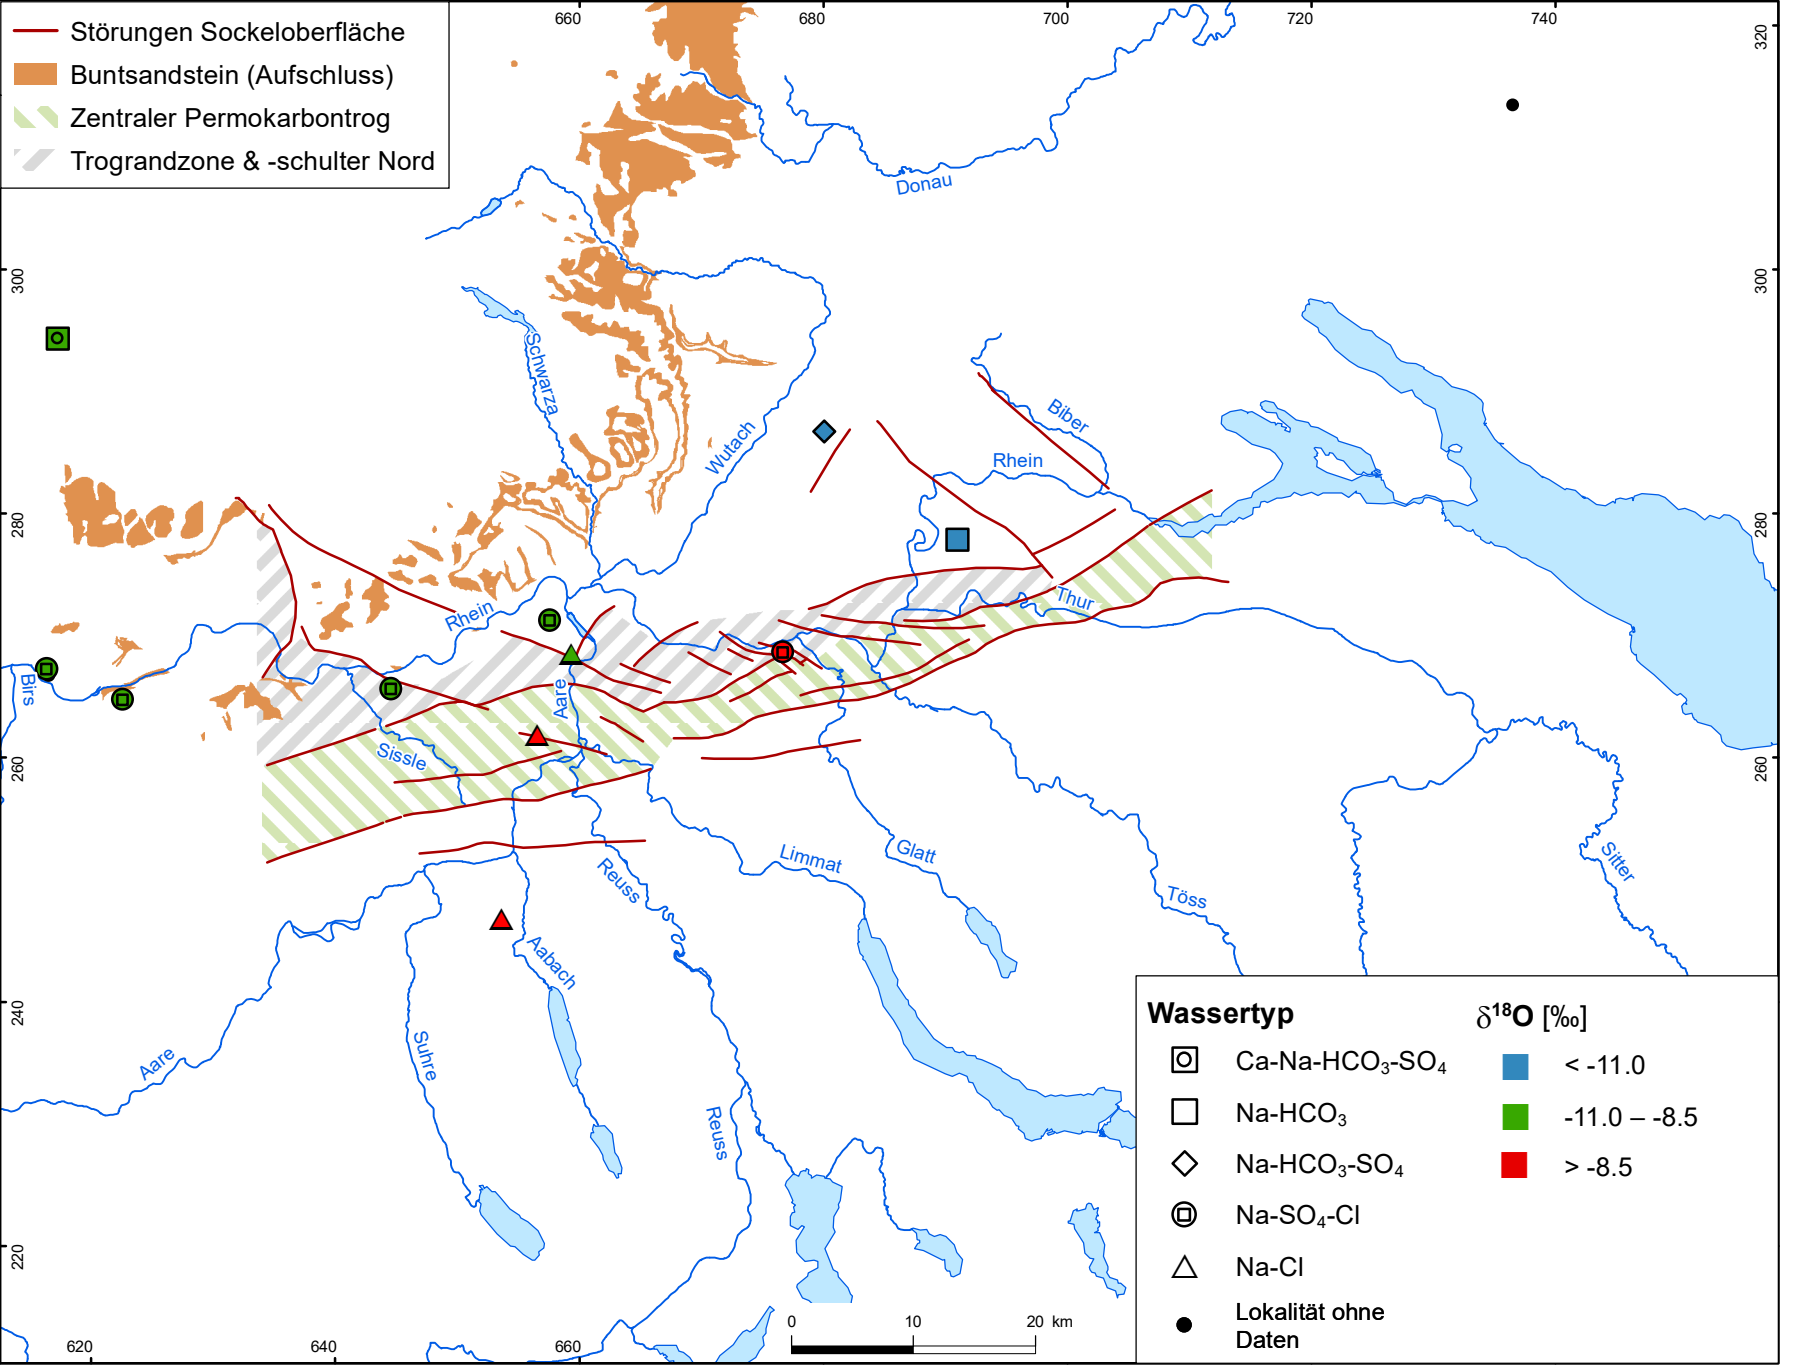 660
680
700
720
740
320
Störungen Sockeloberfläche
Buntsandstein (Aufschluss)
Zentraler Permokarbontrog
Trograndzone & -schulter Nord
Donau
300
300
Schwarza
Wutach
Biber
Rhein
280
280
Rhein
Thur
Birs
Aare
Sissle
260
260
Limmat
Glatt
Reuss
Töss
Sitter
Aabach
240
Aare
Suhre
Reuss
220
Wassertyp
δ¹⁸O [‰]
Ca-Na-HCO₃-SO₄
< -11.0
Na-HCO₃
-11.0 – -8.5
Na-HCO₃-SO₄
> -8.5
Na-SO₄-Cl
Na-Cl
Lokalität ohne
Daten
0 10 20 km
620
640
660